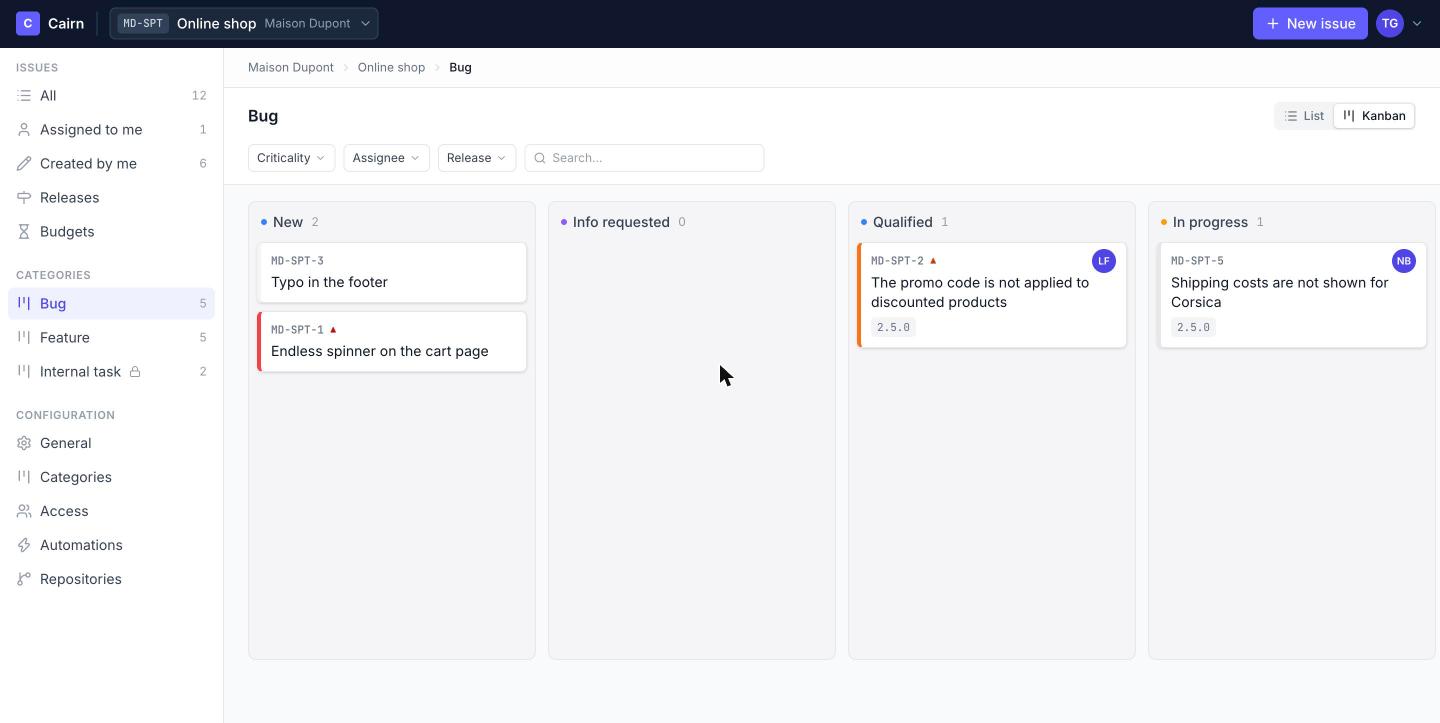 C Cairn MD-SPT Online shop Maison Dupont New issue TG
ISSUES
All 12
Assigned to me 1
Created by me 6
Releases
Budgets
CATEGORIES
Bug 5
Feature 5
Internal task 2
CONFIGURATION
General
Categories
Access
Automations
Repositories
Maison Dupont Online shop Bug
Bug
List Kanban
Criticality Assignee Release Search...
New 2
MD-SPT-3
Typo in the footer
MD-SPT-1
Endless spinner on the cart page
Info requested 0
Qualified 1
MD-SPT-2 LF
The promo code is not applied to
discounted products
2.5.0
In progress 1
MD-SPT-5 NB
Shipping costs are not shown for
Corsica
2.5.0